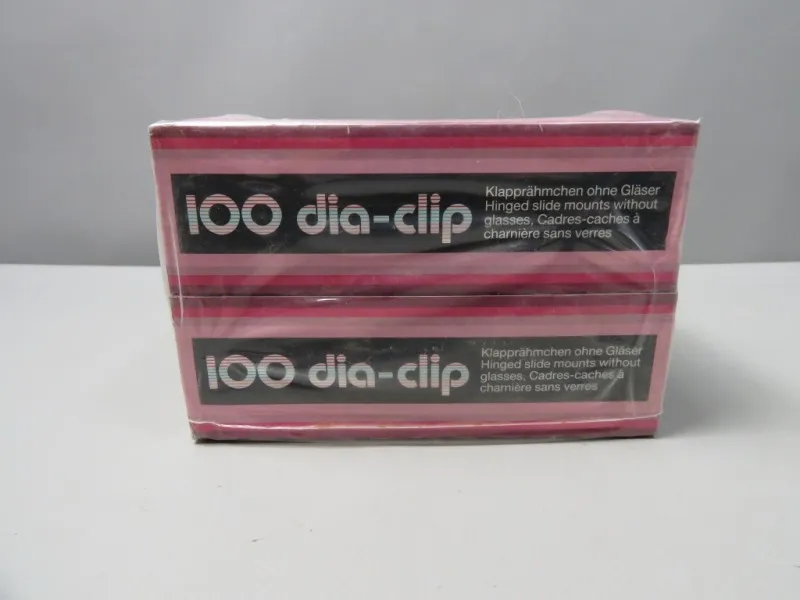 100 dia-clip
Klapprähmchen ohne Gläser
Hinged slide mounts without
glasses, Cadres-caches à
charnière sans verres
100 dia-clip
Klapprähmchen ohne Gläser
Hinged slide mounts without
glasses, Cadres-caches à
charnière sans verres